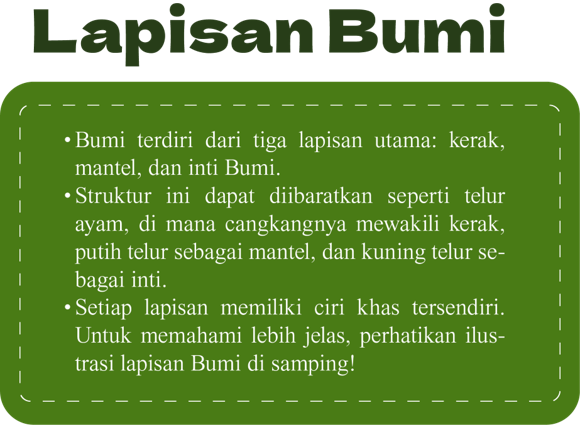 Lapisan Bumi
•Bumi terdiri dari tiga lapisan utama: kerak,
mantel, dan inti Bumi.
•Struktur ini dapat diibaratkan seperti telur
ayam, di mana cangkangnya mewakili kerak,
putih telur sebagai mantel, dan kuning telur se-
bagai inti.
•Setiap lapisan memiliki ciri khas tersendiri.
Untuk memahami lebih jelas, perhatikan ilus-
trasi lapisan Bumi di samping!